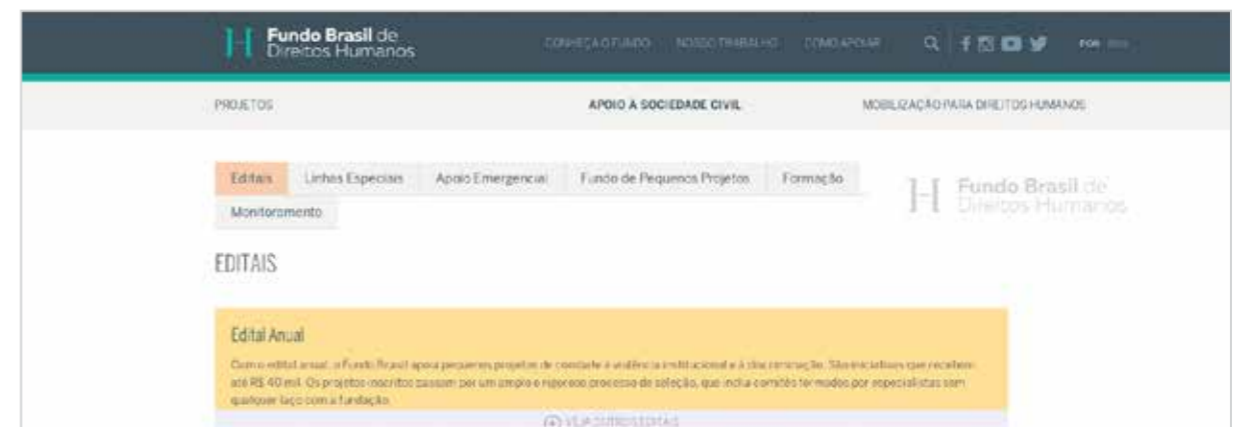 Fundo Brasil de
Direitos Humanos
CONHEÇA O FUNDO NOSSO TRABALHO COMO APOIAR POR
PROJETOS APOIO À SOCIEDADE CIVIL MOBILIZAÇÃO PARA DIREITOS HUMANOS
Editais Linhas Especiais Apoio Emergencial Fundo de Pequenos Projetos Formação
Monitoramento
Fundo Brasil de
Direitos Humanos
EDITAIS
Edital Anual
Com o edital anual, o Fundo Brasil apoia pequenos projetos de combate à violência institucional e à discriminação. São iniciativas que recebem
até R$ 40 mil. Os projetos inscritos passam por um amplo e rigoroso processo de seleção, que inclui comitês formados por especialistas sem
qualquer laço com a fundação.
VEJA OUTROS EDITAIS